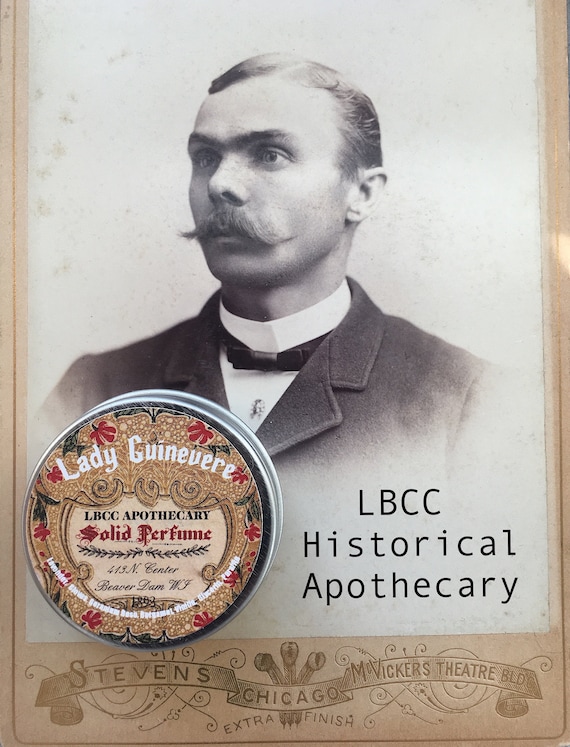 Lady Guinevere
LBCC APOTHECARY
Solid Perfume
413 N. Center
Beaver Dam WI
LBCC
Historical
Apothecary
STEVENS
CHICAGO
McVICKERS THEATRE BLD
EXTRA FINISH